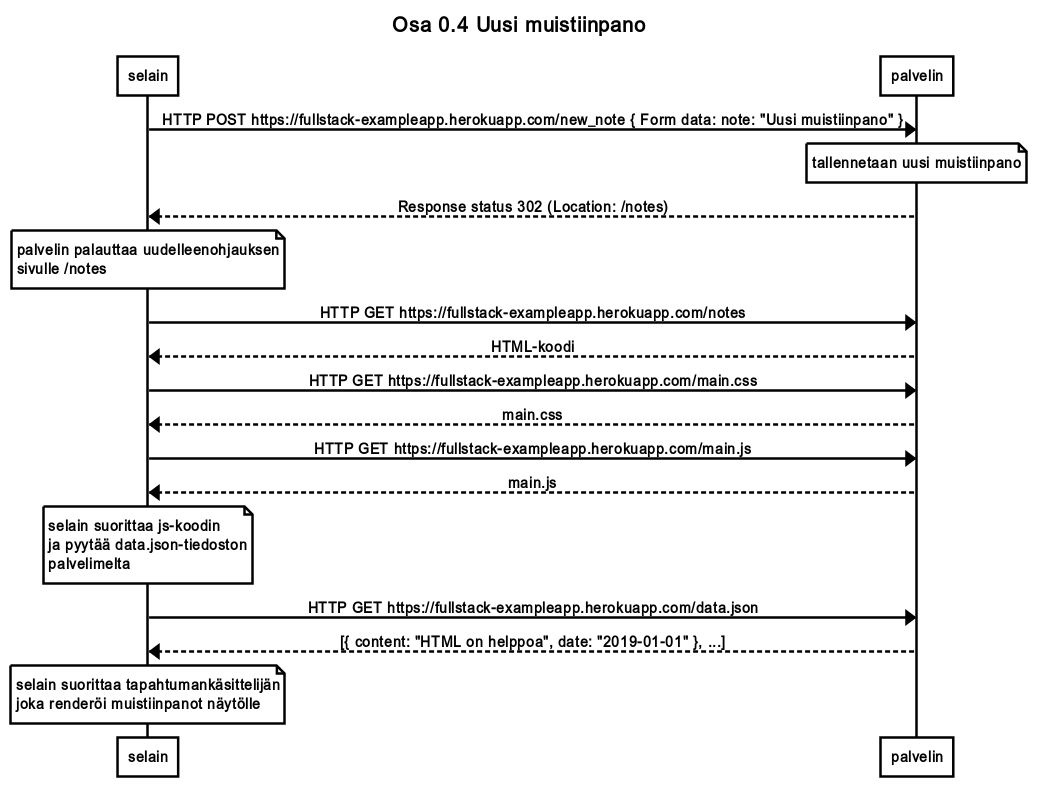 Osa 0.4 Uusi muistiinpano
selain
palvelin
HTTP POST https://fullstack-exampleapp.herokuapp.com/new_note { Form data: note: "Uusi muistiinpano" }
tallennetaan uusi muistiinpano
Response status 302 (Location: /notes)
palvelin palauttaa uudelleenohjauksen
sivulle /notes
HTTP GET https://fullstack-exampleapp.herokuapp.com/notes
HTML-koodi
HTTP GET https://fullstack-exampleapp.herokuapp.com/main.css
main.css
HTTP GET https://fullstack-exampleapp.herokuapp.com/main.js
main.js
selain suorittaa js-koodin
ja pyytää data.json-tiedoston
palvelimelta
HTTP GET https://fullstack-exampleapp.herokuapp.com/data.json
[{ content: "HTML on helppoa", date: "2019-01-01" }, ...]
selain suorittaa tapahtumankäsittelijän
joka renderöi muistiinpanot näytölle
selain
palvelin